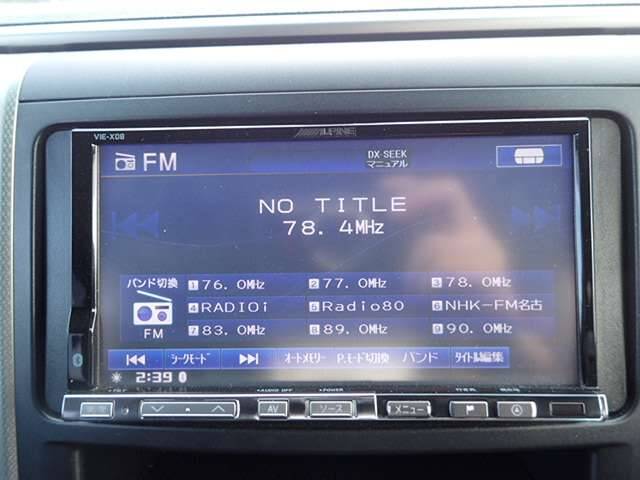 VIE-X08
ALPINE
FM
DX-SEEK
マニュアル
NO TITLE
78. 4MHz
バンド切換
FM
1 76. 0MHz
2 77. 0MHz
3 78. 0MHz
4 RADIOi
5 Radio80
6 NHK-FM名古
7 83. 0MHz
8 89. 0MHz
9 90. 0MHz
シークモード
オートメモリー
P.モード切換
バンド
タイトル編集
2:39
AUDIO OFF
POWER
AV
ソース
メニュー